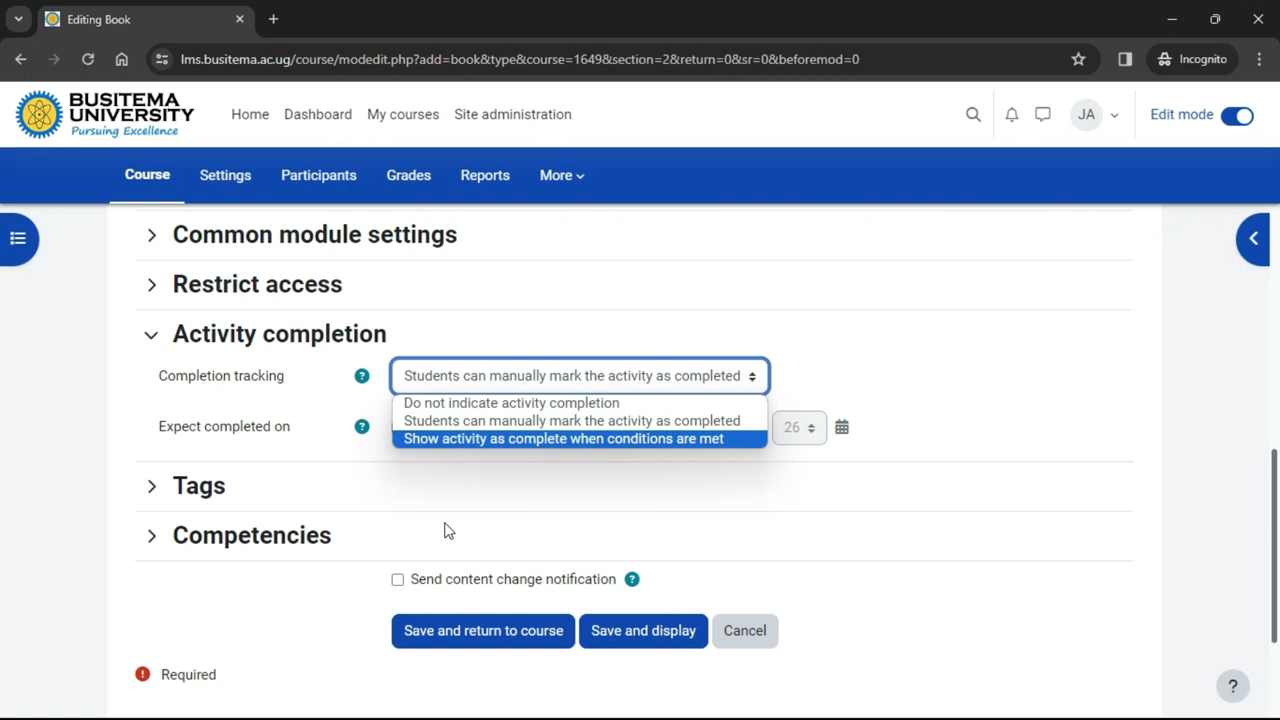 Editing Book
lms.busitema.ac.ug/course/modedit.php?add=book&type&course=1649&section=2&return=0&sr=0&beforemod=0
Incognito
BUSITEMA
UNIVERSITY
Pursuing Excellence
Home Dashboard My courses Site administration
JA
Edit mode
Course Settings Participants Grades Reports More
Common module settings
Restrict access
Activity completion
Completion tracking ? Students can manually mark the activity as completed
Do not indicate activity completion
Students can manually mark the activity as completed
Show activity as complete when conditions are met
Expect completed on ? 26
Tags
Competencies
Send content change notification ?
Save and return to course Save and display Cancel
! Required
?